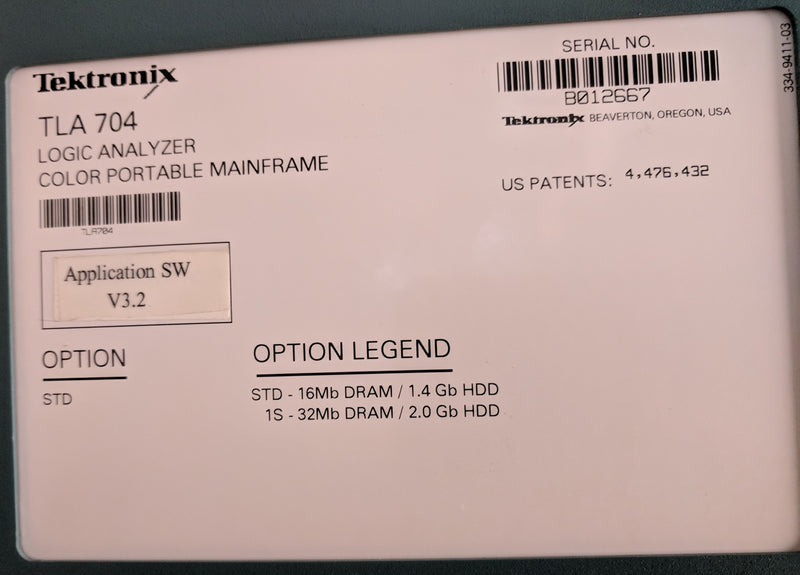 Tektronix
TLA 704
LOGIC ANALYZER
COLOR PORTABLE MAINFRAME
TLA704
Application SW
V3.2
OPTION
STD
OPTION LEGEND
STD - 16Mb DRAM / 1.4 Gb HDD
1S - 32Mb DRAM / 2.0 Gb HDD
SERIAL NO.
B012667
Tektronix BEAVERTON, OREGON, USA
US PATENTS: 4,476,432
334-9411-03